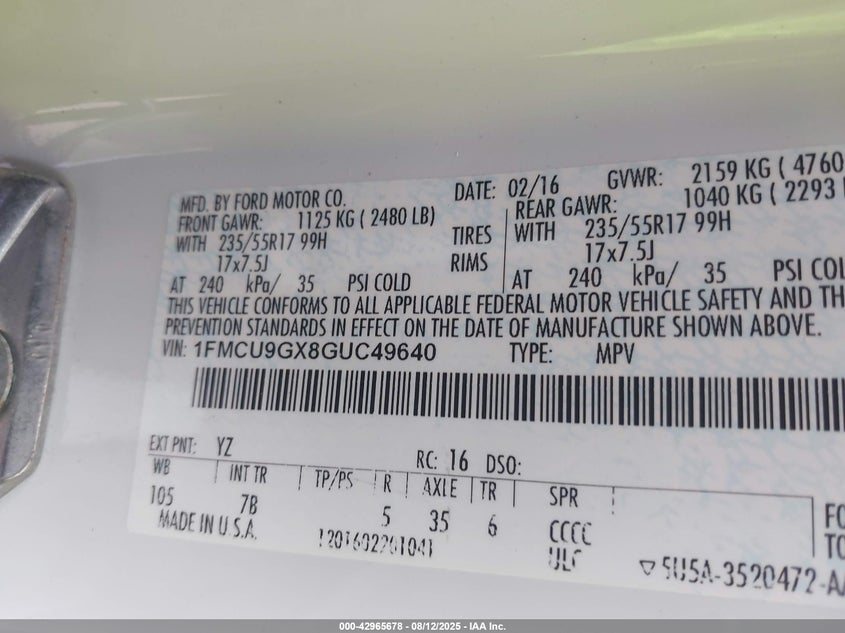 MFD. BY FORD MOTOR CO. DATE: 02/16 GVWR: 2159 KG ( 4760
FRONT GAWR: 1125 KG ( 2480 LB) REAR GAWR: 1040 KG ( 2293
WITH 235/55R17 99H TIRES WITH 235/55R17 99H
17x7.5J RIMS 17x7.5J
AT 240 kPa/ 35 PSI COLD AT 240 kPa/ 35 PSI COL
THIS VEHICLE CONFORMS TO ALL APPLICABLE FEDERAL MOTOR VEHICLE SAFETY AND TH
PREVENTION STANDARDS IN EFFECT ON THE DATE OF MANUFACTURE SHOWN ABOVE.
VIN: 1FMCU9GX8GUC49640 TYPE: MPV
EXT PNT: YZ RC: 16 DSO:
WB INT TR TP/PS R AXLE TR SPR
105 7B 5 35 6 CCCC
MADE IN U.S.A. ULC
FO
TO
5U5A-3520472-A
000-42965678 - 08/12/2025 - IAA Inc.